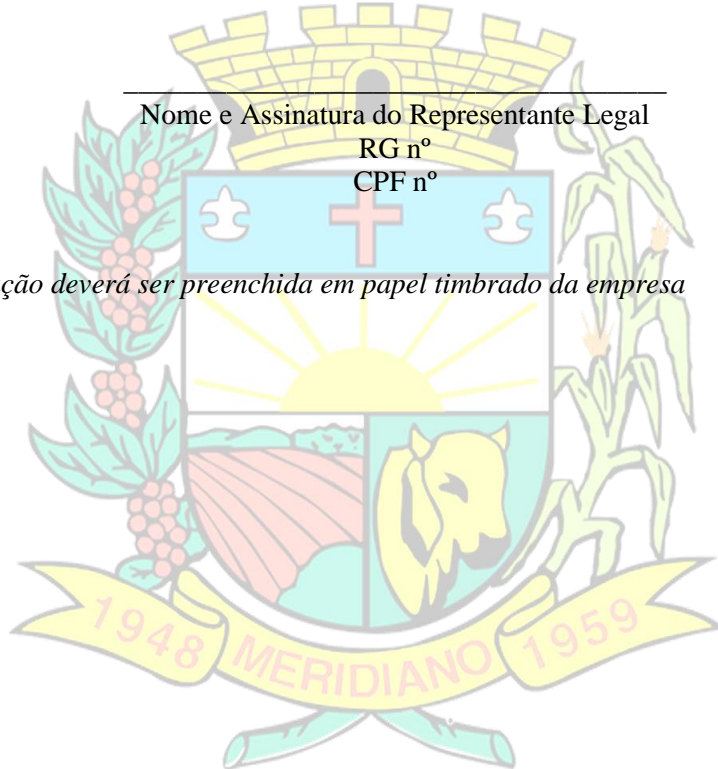 Nome e Assinatura do Representante Legal
RG nº
CPF nº
ção deverá ser preenchida em papel timbrado da empresa
1948 MERIDIANO 1959